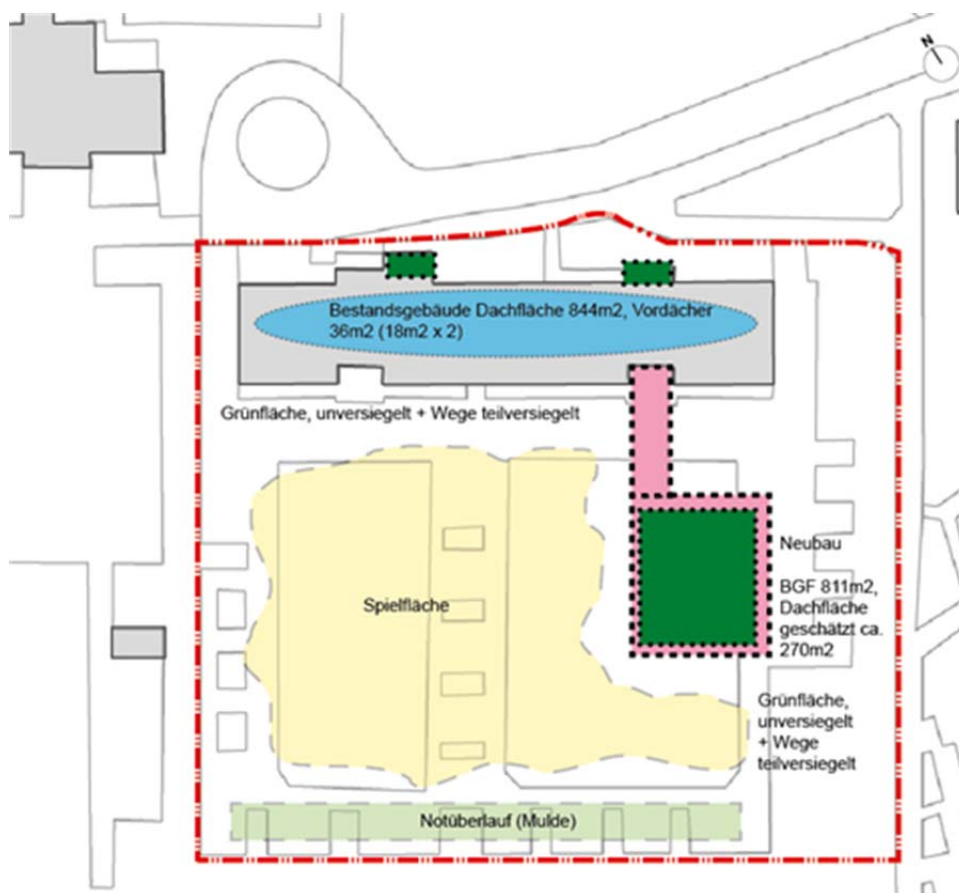 N
Bestandsgebäude Dachfläche 844m2, Vordächer
36m2 (18m2 x 2)
Grünfläche, unversiegelt + Wege teilversiegelt
Neubau
BGF 811m2,
Dachfläche
geschätzt ca.
270m2
Spielfläche
Grünfläche,
unversiegelt
+ Wege
teilversiegelt
Notüberlauf (Mulde)